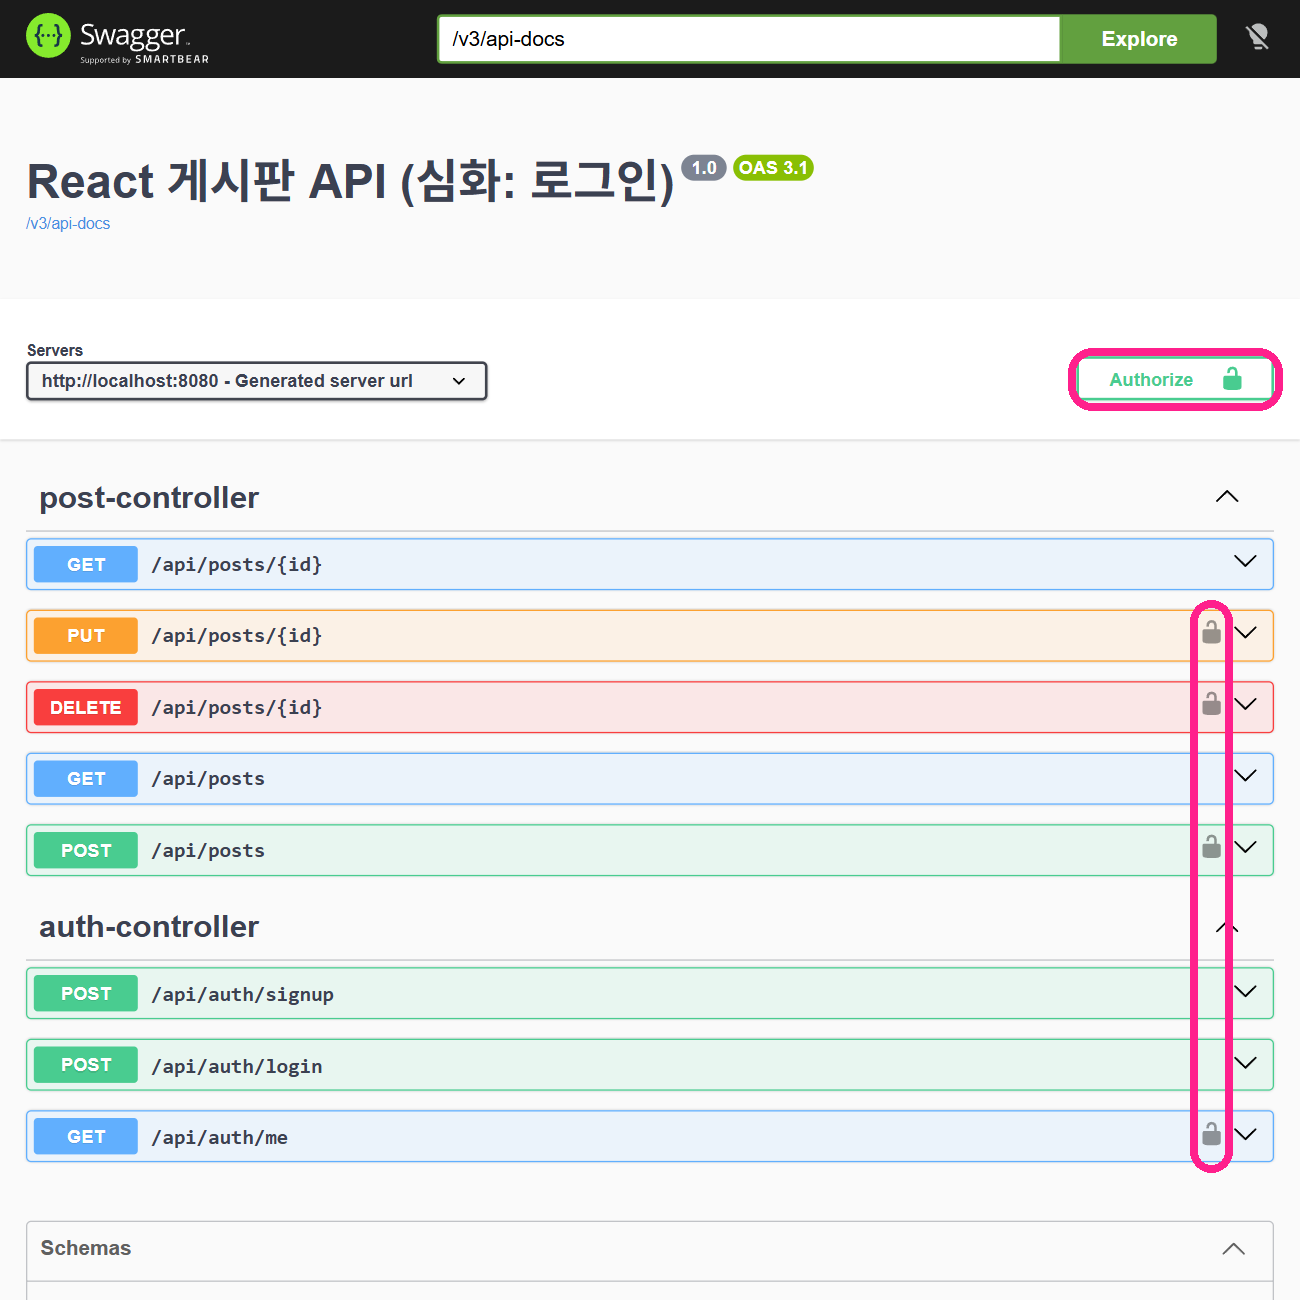 Swagger
Supported by SMARTBEAR
/v3/api-docs
Explore
React 게시판 API (심화: 로그인) 1.0 OAS 3.1
/v3/api-docs
Servers
http://localhost:8080 - Generated server url
Authorize
post-controller
GET /api/posts/{id}
PUT /api/posts/{id}
DELETE /api/posts/{id}
GET /api/posts
POST /api/posts
auth-controller
POST /api/auth/signup
POST /api/auth/login
GET /api/auth/me
Schemas